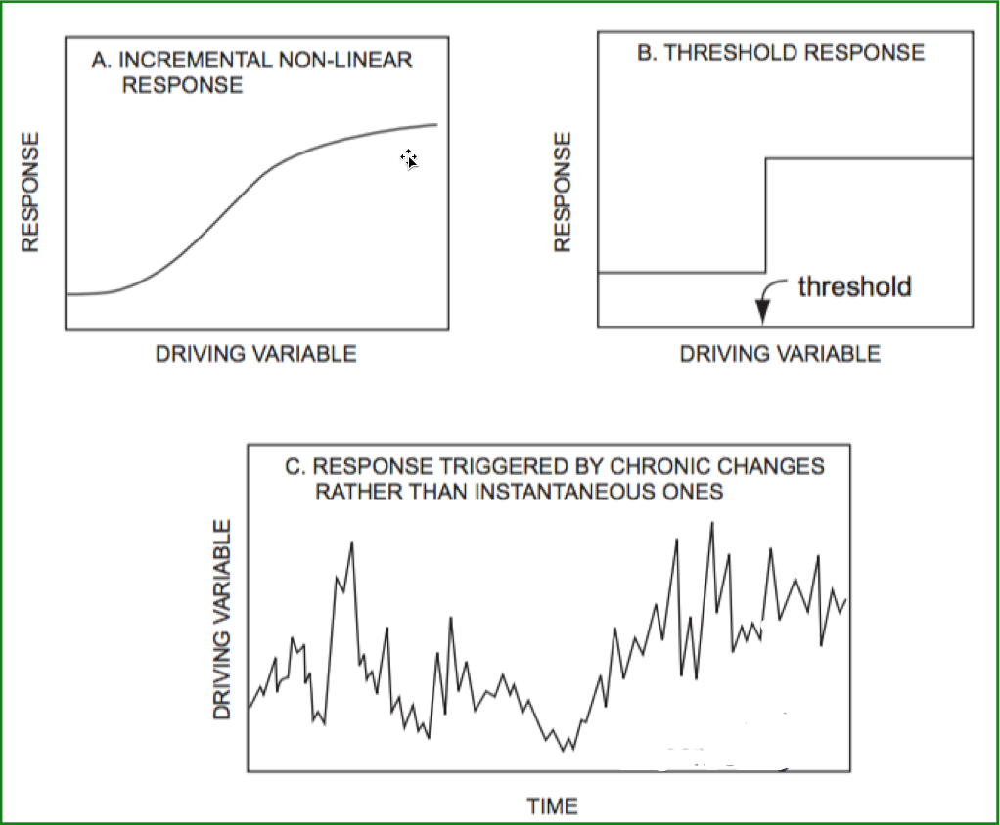 A. INCREMENTAL NON-LINEAR
RESPONSE
RESPONSE
DRIVING VARIABLE
B. THRESHOLD RESPONSE
RESPONSE
threshold
DRIVING VARIABLE
C. RESPONSE TRIGGERED BY CHRONIC CHANGES
RATHER THAN INSTANTANEOUS ONES
DRIVING VARIABLE
TIME